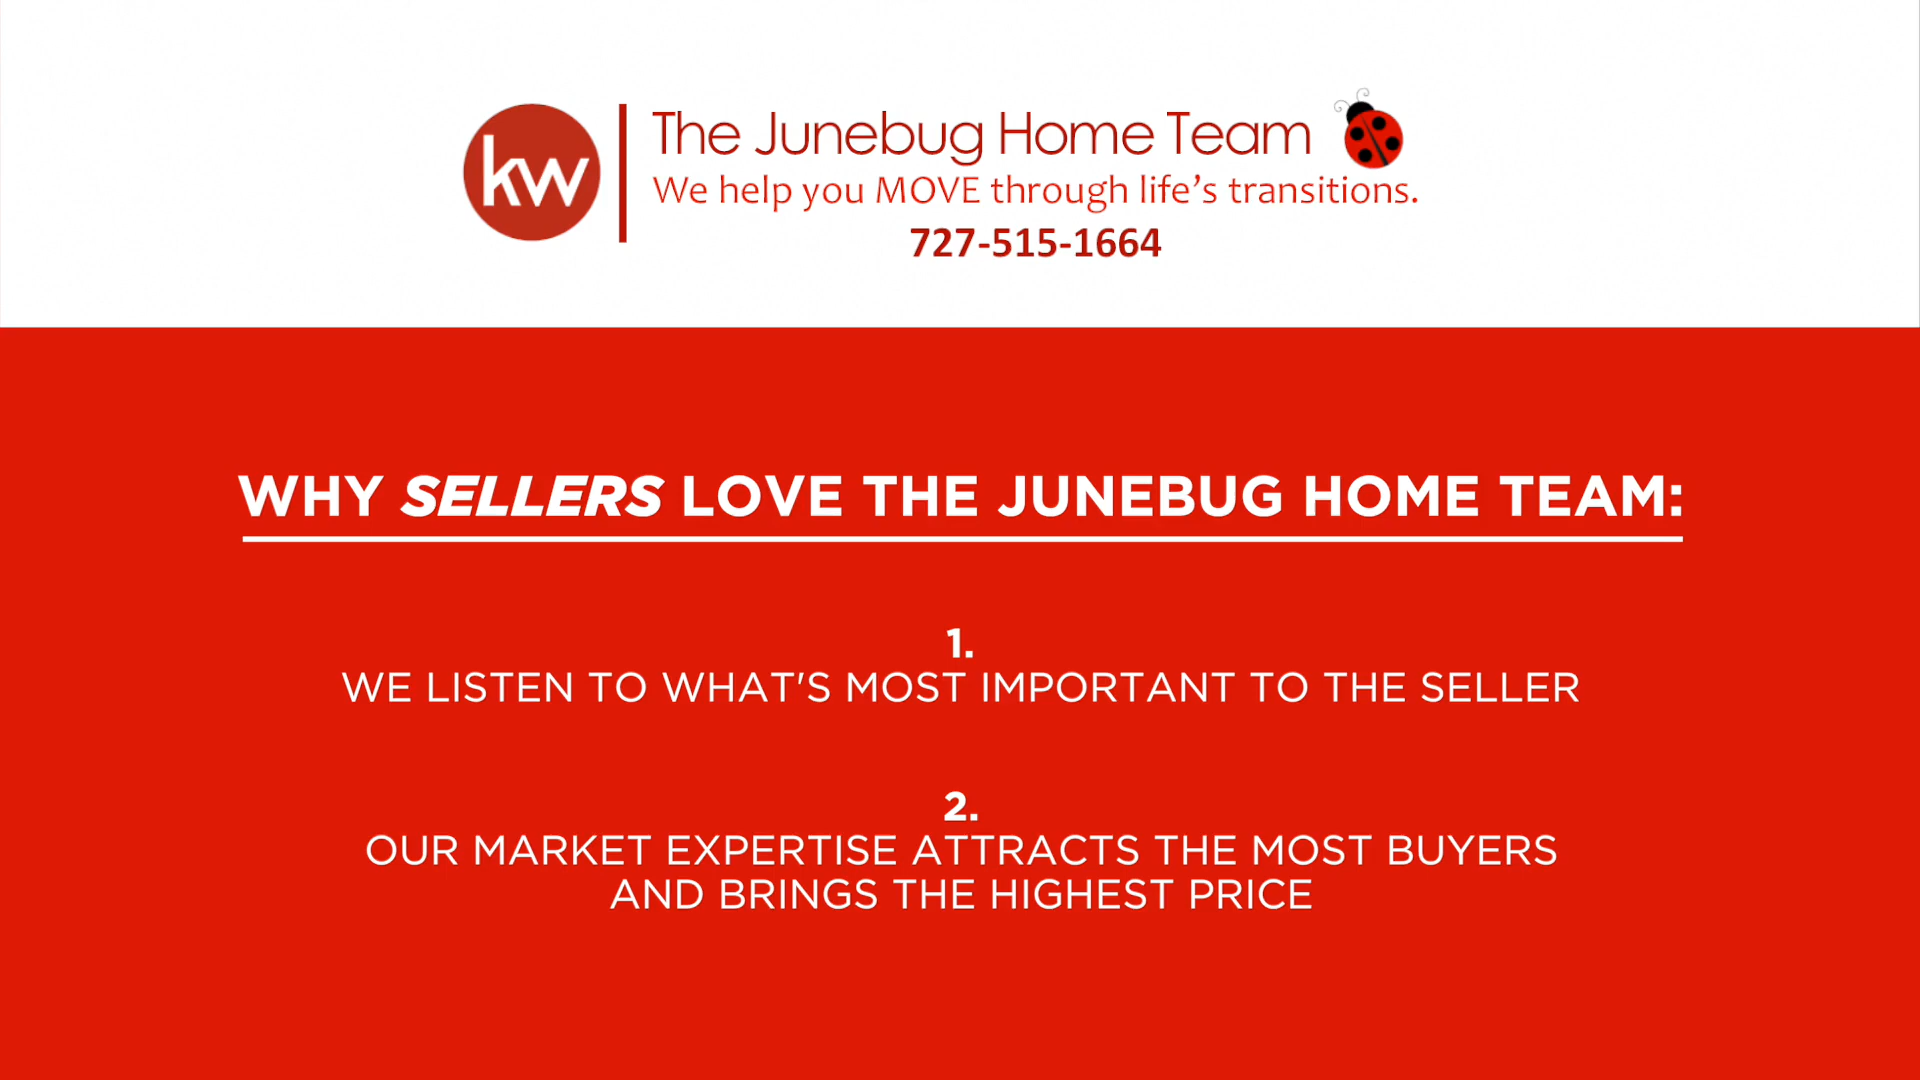 kw
The Junebug Home Team
We help you MOVE through life's transitions.
727-515-1664
WHY SELLERS LOVE THE JUNEBUG HOME TEAM:
1.
WE LISTEN TO WHAT'S MOST IMPORTANT TO THE SELLER
2.
OUR MARKET EXPERTISE ATTRACTS THE MOST BUYERS
AND BRINGS THE HIGHEST PRICE